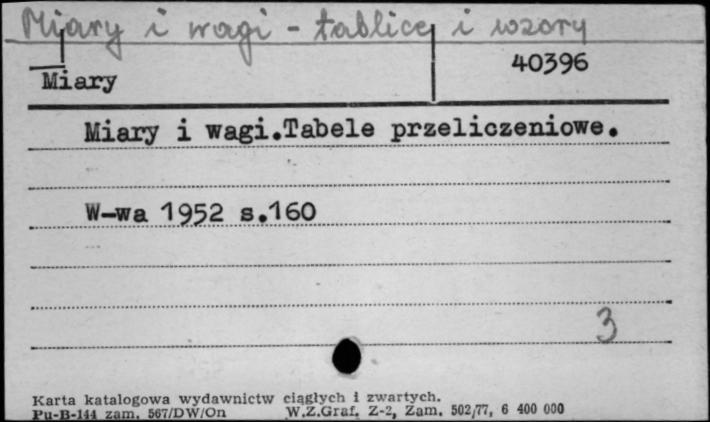 Miary i wagi - tablice i wzory
40396
Miary
Miary i wagi.Tabele przeliczeniowe.
W-wa 1952 s.160
3
Karta katalogowa wydawnictw ciągłych i zwartych.
Pu-B-144 zam. 567/DW/On W.Z.Graf. Z-2, Zam. 502/77, 6 400 000